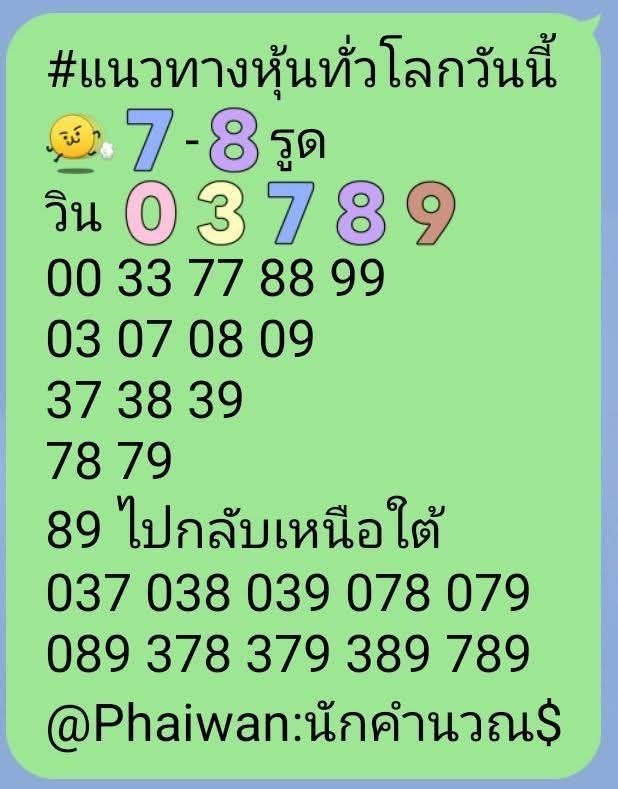 #แนวทางหุ้นทั่วโลกวันนี้
7-8 รูด
วิน 0 3 7 8 9
00 33 77 88 99
03 07 08 09
37 38 39
78 79
89 ไปกลับเหนือใต้
037 038 039 078 079
089 378 379 389 789
@Phaiwan:นักคำนวณ$